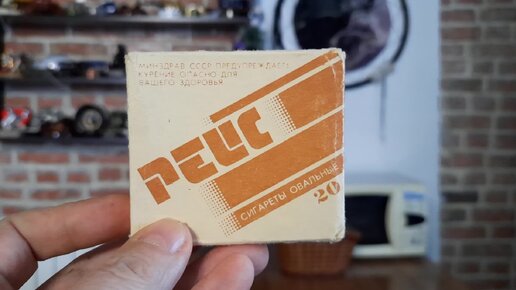 МИНЗДРАВ СССР ПРЕДУПРЕЖДАЕТ:
КУРЕНИЕ ОПАСНО ДЛЯ
ВАШЕГО ЗДОРОВЬЯ
РЕЙС
СИГАРЕТЫ ОВАЛЬНЫЕ
20